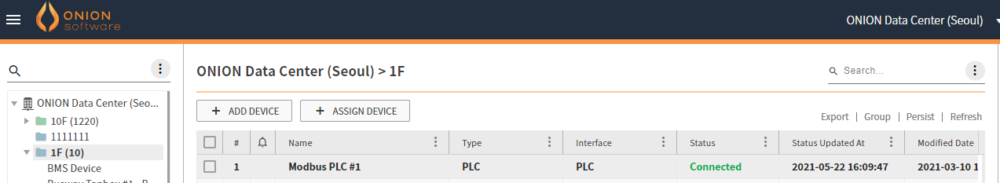 ONION
software
ONION Data Center (Seoul)
ONION Data Center (Seoul) > 1F
Search...
ONION Data Center (Seo...
10F (1220)
1111111
1F (10)
BMS Device
+ ADD DEVICE
+ ASSIGN DEVICE
Export | Group | Persist | Refresh
# Name Type Interface Status Status Updated At Modified Date
1 Modbus PLC #1 PLC PLC Connected 2021-05-22 16:09:47 2021-03-10 1